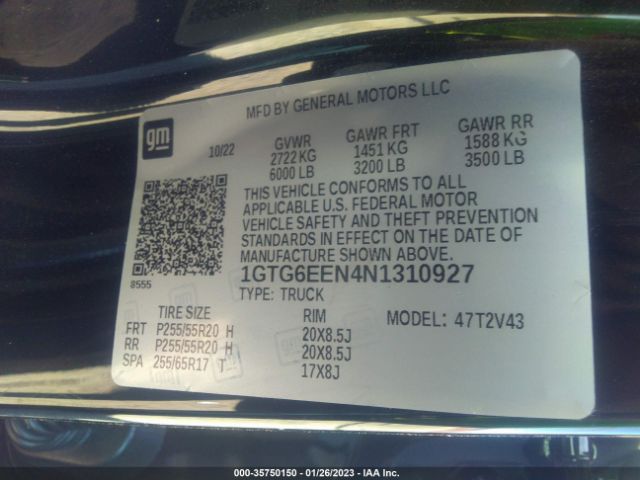 MFD BY GENERAL MOTORS LLC
gm
10/22
GVWR GAWR FRT GAWR RR
2722 KG 1451 KG 1588 KG
6000 LB 3200 LB 3500 LB
THIS VEHICLE CONFORMS TO ALL
APPLICABLE U.S. FEDERAL MOTOR
VEHICLE SAFETY AND THEFT PREVENTION
STANDARDS IN EFFECT ON THE DATE OF
MANUFACTURE SHOWN ABOVE.
8555
1GTG6EEN4N1310927
TYPE: TRUCK
TIRE SIZE RIM MODEL: 47T2V43
FRT P255/55R20 H 20X8.5J
RR P255/55R20 H 20X8.5J
SPA 255/65R17 T 17X8J
000-35750150 — 01/26/2023 — IAA Inc.